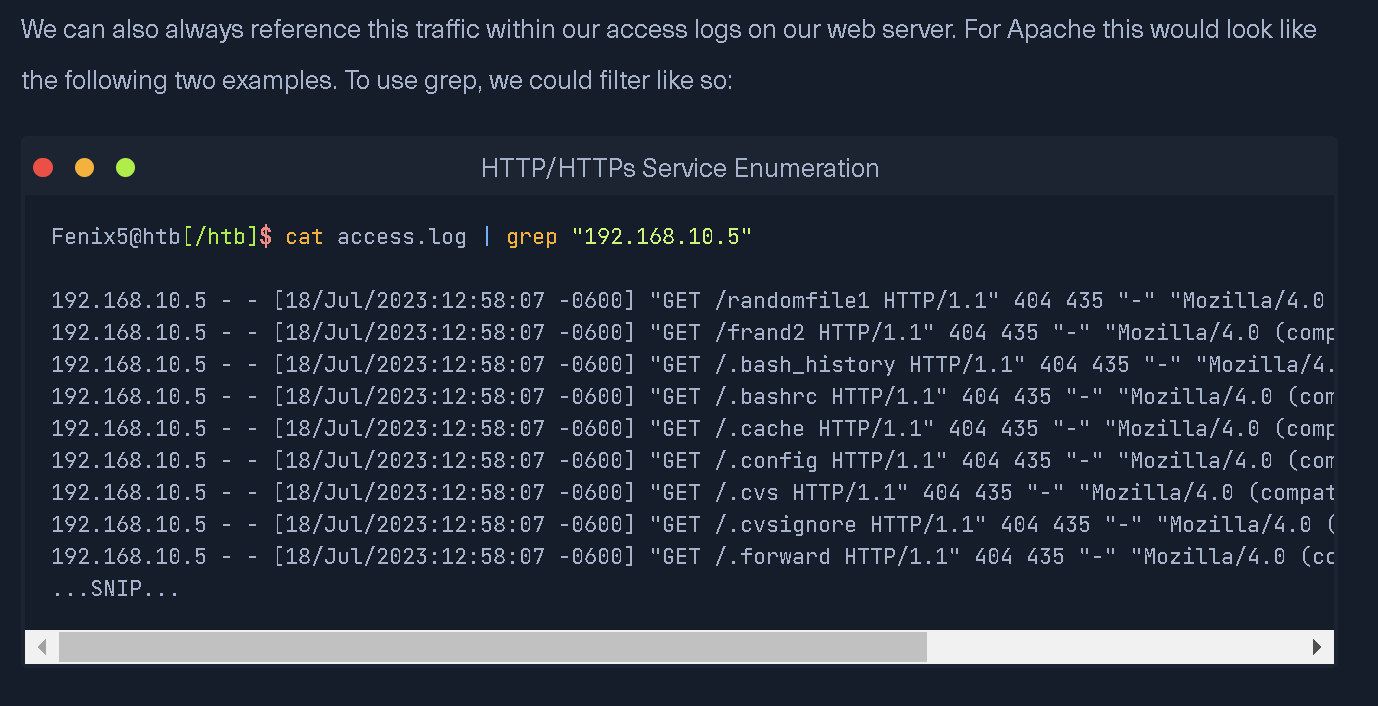 We can also always reference this traffic within our access logs on our web server. For Apache this would look like
the following two examples. To use grep, we could filter like so:
HTTP/HTTPs Service Enumeration
Fenix5@htb[/htb]$ cat access.log | grep "192.168.10.5"
192.168.10.5 - - [18/Jul/2023:12:58:07 -0600] "GET /randomfile1 HTTP/1.1" 404 435 "-" "Mozilla/4.0
192.168.10.5 - - [18/Jul/2023:12:58:07 -0600] "GET /frand2 HTTP/1.1" 404 435 "-" "Mozilla/4.0 (comp
192.168.10.5 - - [18/Jul/2023:12:58:07 -0600] "GET /.bash_history HTTP/1.1" 404 435 "-" "Mozilla/4.
192.168.10.5 - - [18/Jul/2023:12:58:07 -0600] "GET /.bashrc HTTP/1.1" 404 435 "-" "Mozilla/4.0 (com
192.168.10.5 - - [18/Jul/2023:12:58:07 -0600] "GET /.cache HTTP/1.1" 404 435 "-" "Mozilla/4.0 (comp
192.168.10.5 - - [18/Jul/2023:12:58:07 -0600] "GET /.config HTTP/1.1" 404 435 "-" "Mozilla/4.0 (com
192.168.10.5 - - [18/Jul/2023:12:58:07 -0600] "GET /.cvs HTTP/1.1" 404 435 "-" "Mozilla/4.0 (compat
192.168.10.5 - - [18/Jul/2023:12:58:07 -0600] "GET /.cvsignore HTTP/1.1" 404 435 "-" "Mozilla/4.0 (
192.168.10.5 - - [18/Jul/2023:12:58:07 -0600] "GET /.forward HTTP/1.1" 404 435 "-" "Mozilla/4.0 (co
...SNIP...